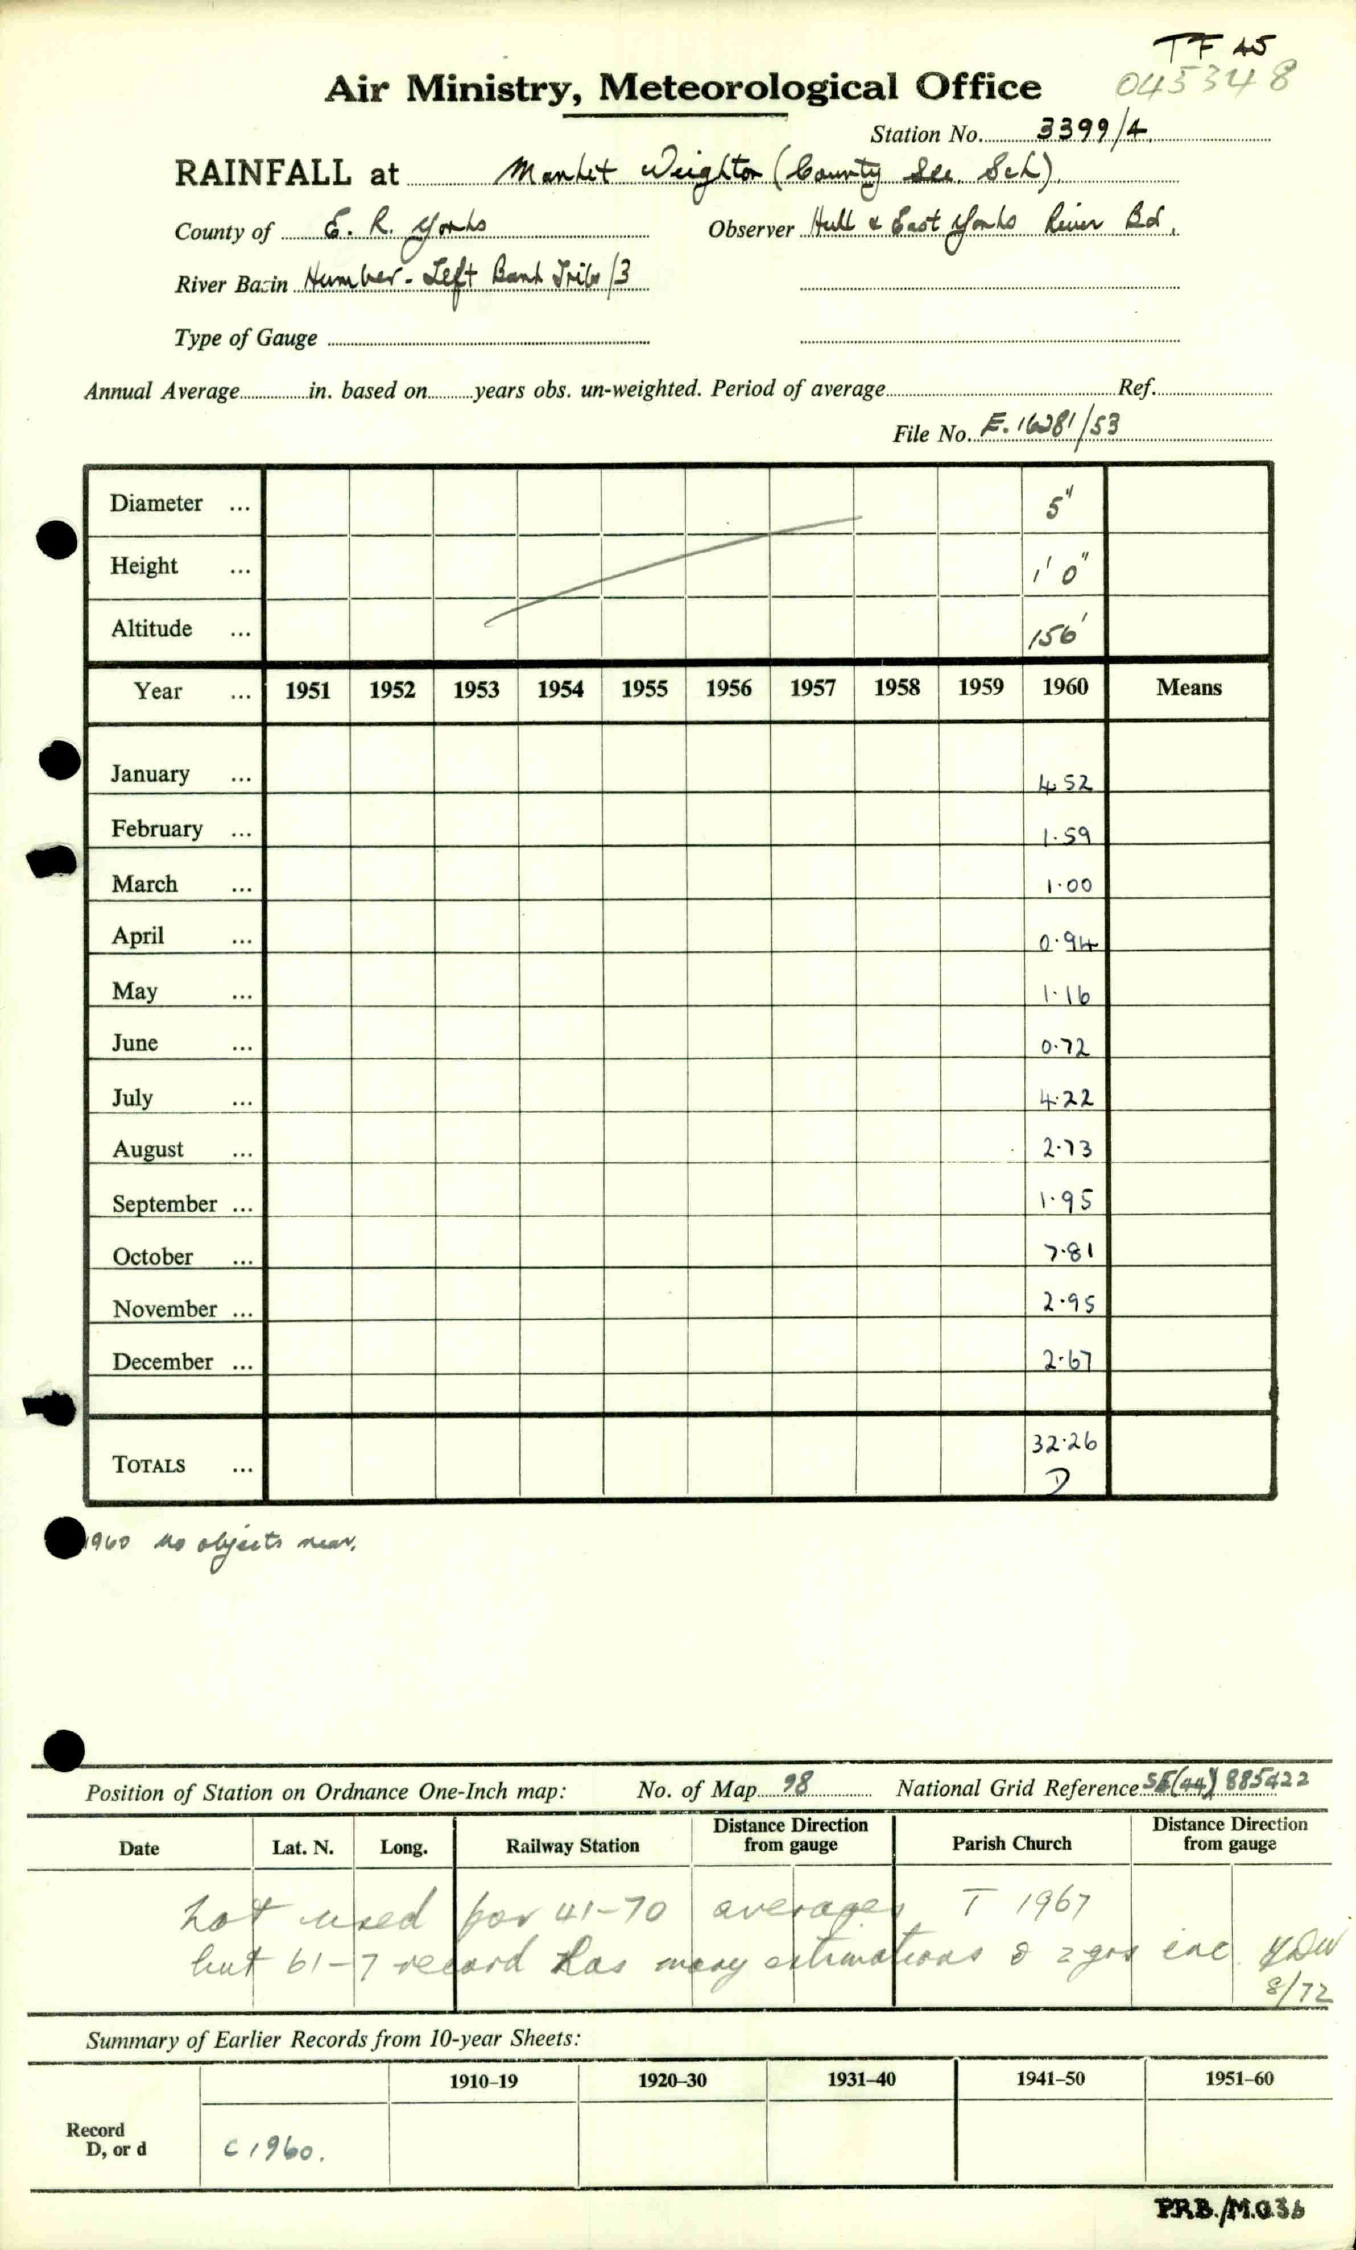 TF 45
045348
Air Ministry, Meteorological Office
Station No. 3399/4
RAINFALL at Market Weighton (County Sec. Sch)
County of E. R. Yorks Observer Hull & East Yorks River Bd.
River Basin Humber - Left Bank Tribs/3
Type of Gauge
Annual Average in. based on years obs. un-weighted. Period of average Ref.
File No. E. 16281/53
Diameter ... 5"
Height ... 1' 0"
Altitude ... 156'
Year ... 1951 1952 1953 1954 1955 1956 1957 1958 1959 1960 Means
January ... 4.52
February ... 1.59
March ... 1.00
April ... 0.94
May ... 1.16
June ... 0.72
July ... 4.22
August ... 2.73
September ... 1.95
October ... 7.81
November ... 2.95
December ... 2.67
TOTALS ... 32.26
D
1960 No objects near.
Position of Station on Ordnance One-Inch map: No. of Map 98 National Grid Reference SE(44) 885422
Date Lat. N. Long. Railway Station Distance Direction from gauge Parish Church Distance Direction from gauge
not used for 41-70 averages T 1967
but 61-7 record has many estimations & 2 yrs inc
8/72
Summary of Earlier Records from 10-year Sheets:
1910–19 1920–30 1931–40 1941–50 1951–60
Record
D, or d
C 1960.
P.R.B./M.O.36